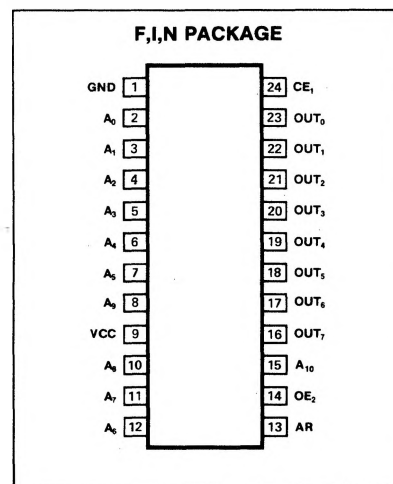 F,I,N PACKAGE
GND 1 24 CE₁
A₀ 2 23 OUT₀
A₁ 3 22 OUT₁
A₂ 4 21 OUT₂
A₃ 5 20 OUT₃
A₄ 6 19 OUT₄
A₅ 7 18 OUT₅
A₉ 8 17 OUT₆
VCC 9 16 OUT₇
A₈ 10 15 A₁₀
A₇ 11 14 OE₂
A₆ 12 13 AR